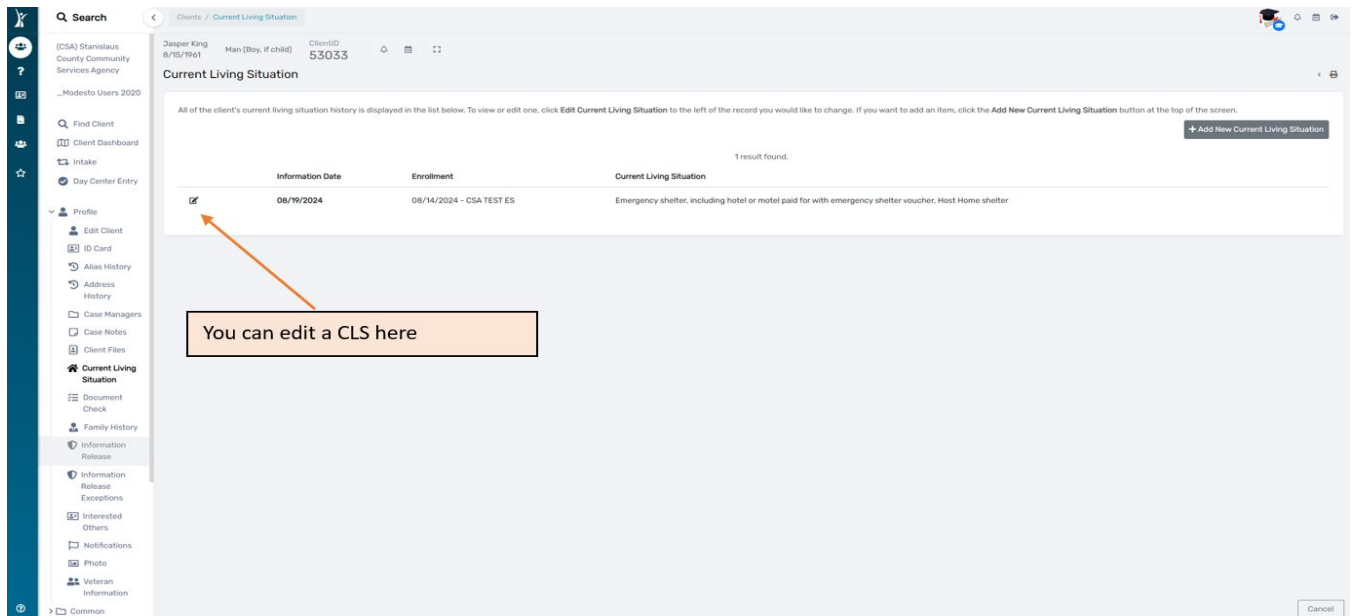 Search
Clients / Current Living Situation
(CSA) Stanislaus
County Community
Services Agency
_Modesto Users 2020
Find Client
Client Dashboard
Intake
Day Center Entry
Profile
Edit Client
ID Card
Alias History
Address
History
Case Managers
Case Notes
Client Files
Current Living
Situation
Document
Check
Family History
Information
Release
Information
Release
Exceptions
Interested
Others
Notifications
Photo
Veteran
Information
Common
Jasper King
8/15/1961
Man (Boy, if child)
ClientID
53033
Current Living Situation
All of the client's current living situation history is displayed in the list below. To view or edit one, click Edit Current Living Situation to the left of the record you would like to change. If you want to add an item, click the Add New Current Living Situation button at the top of the screen.
+ Add New Current Living Situation
1 result found.
Information Date Enrollment Current Living Situation
08/19/2024 08/14/2024 - CSA TEST ES Emergency shelter, including hotel or motel paid for with emergency shelter voucher, Host Home shelter
You can edit a CLS here
Cancel